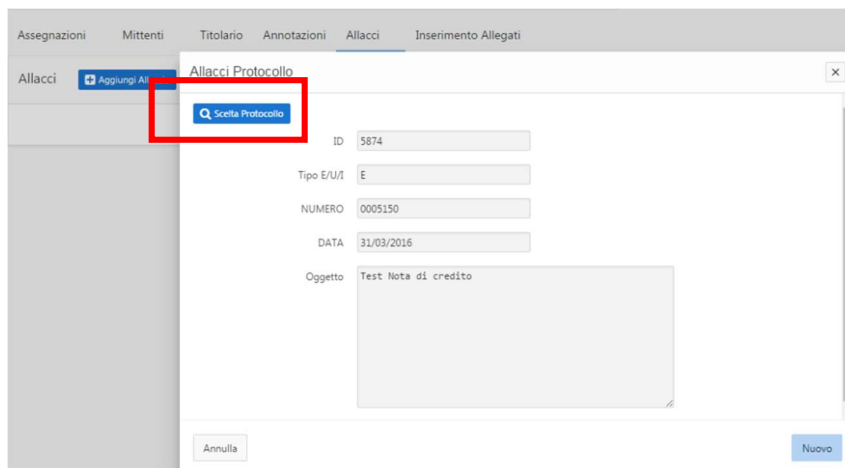 Assegnazioni Mittenti Titolario Annotazioni Allacci Inserimento Allegati
Allacci Aggiungi Allacci Protocollo
Scelta Protocollo
ID 5874
Tipo E/U/I E
NUMERO 0005150
DATA 31/03/2016
Oggetto Test Nota di credito
Annulla Nuovo